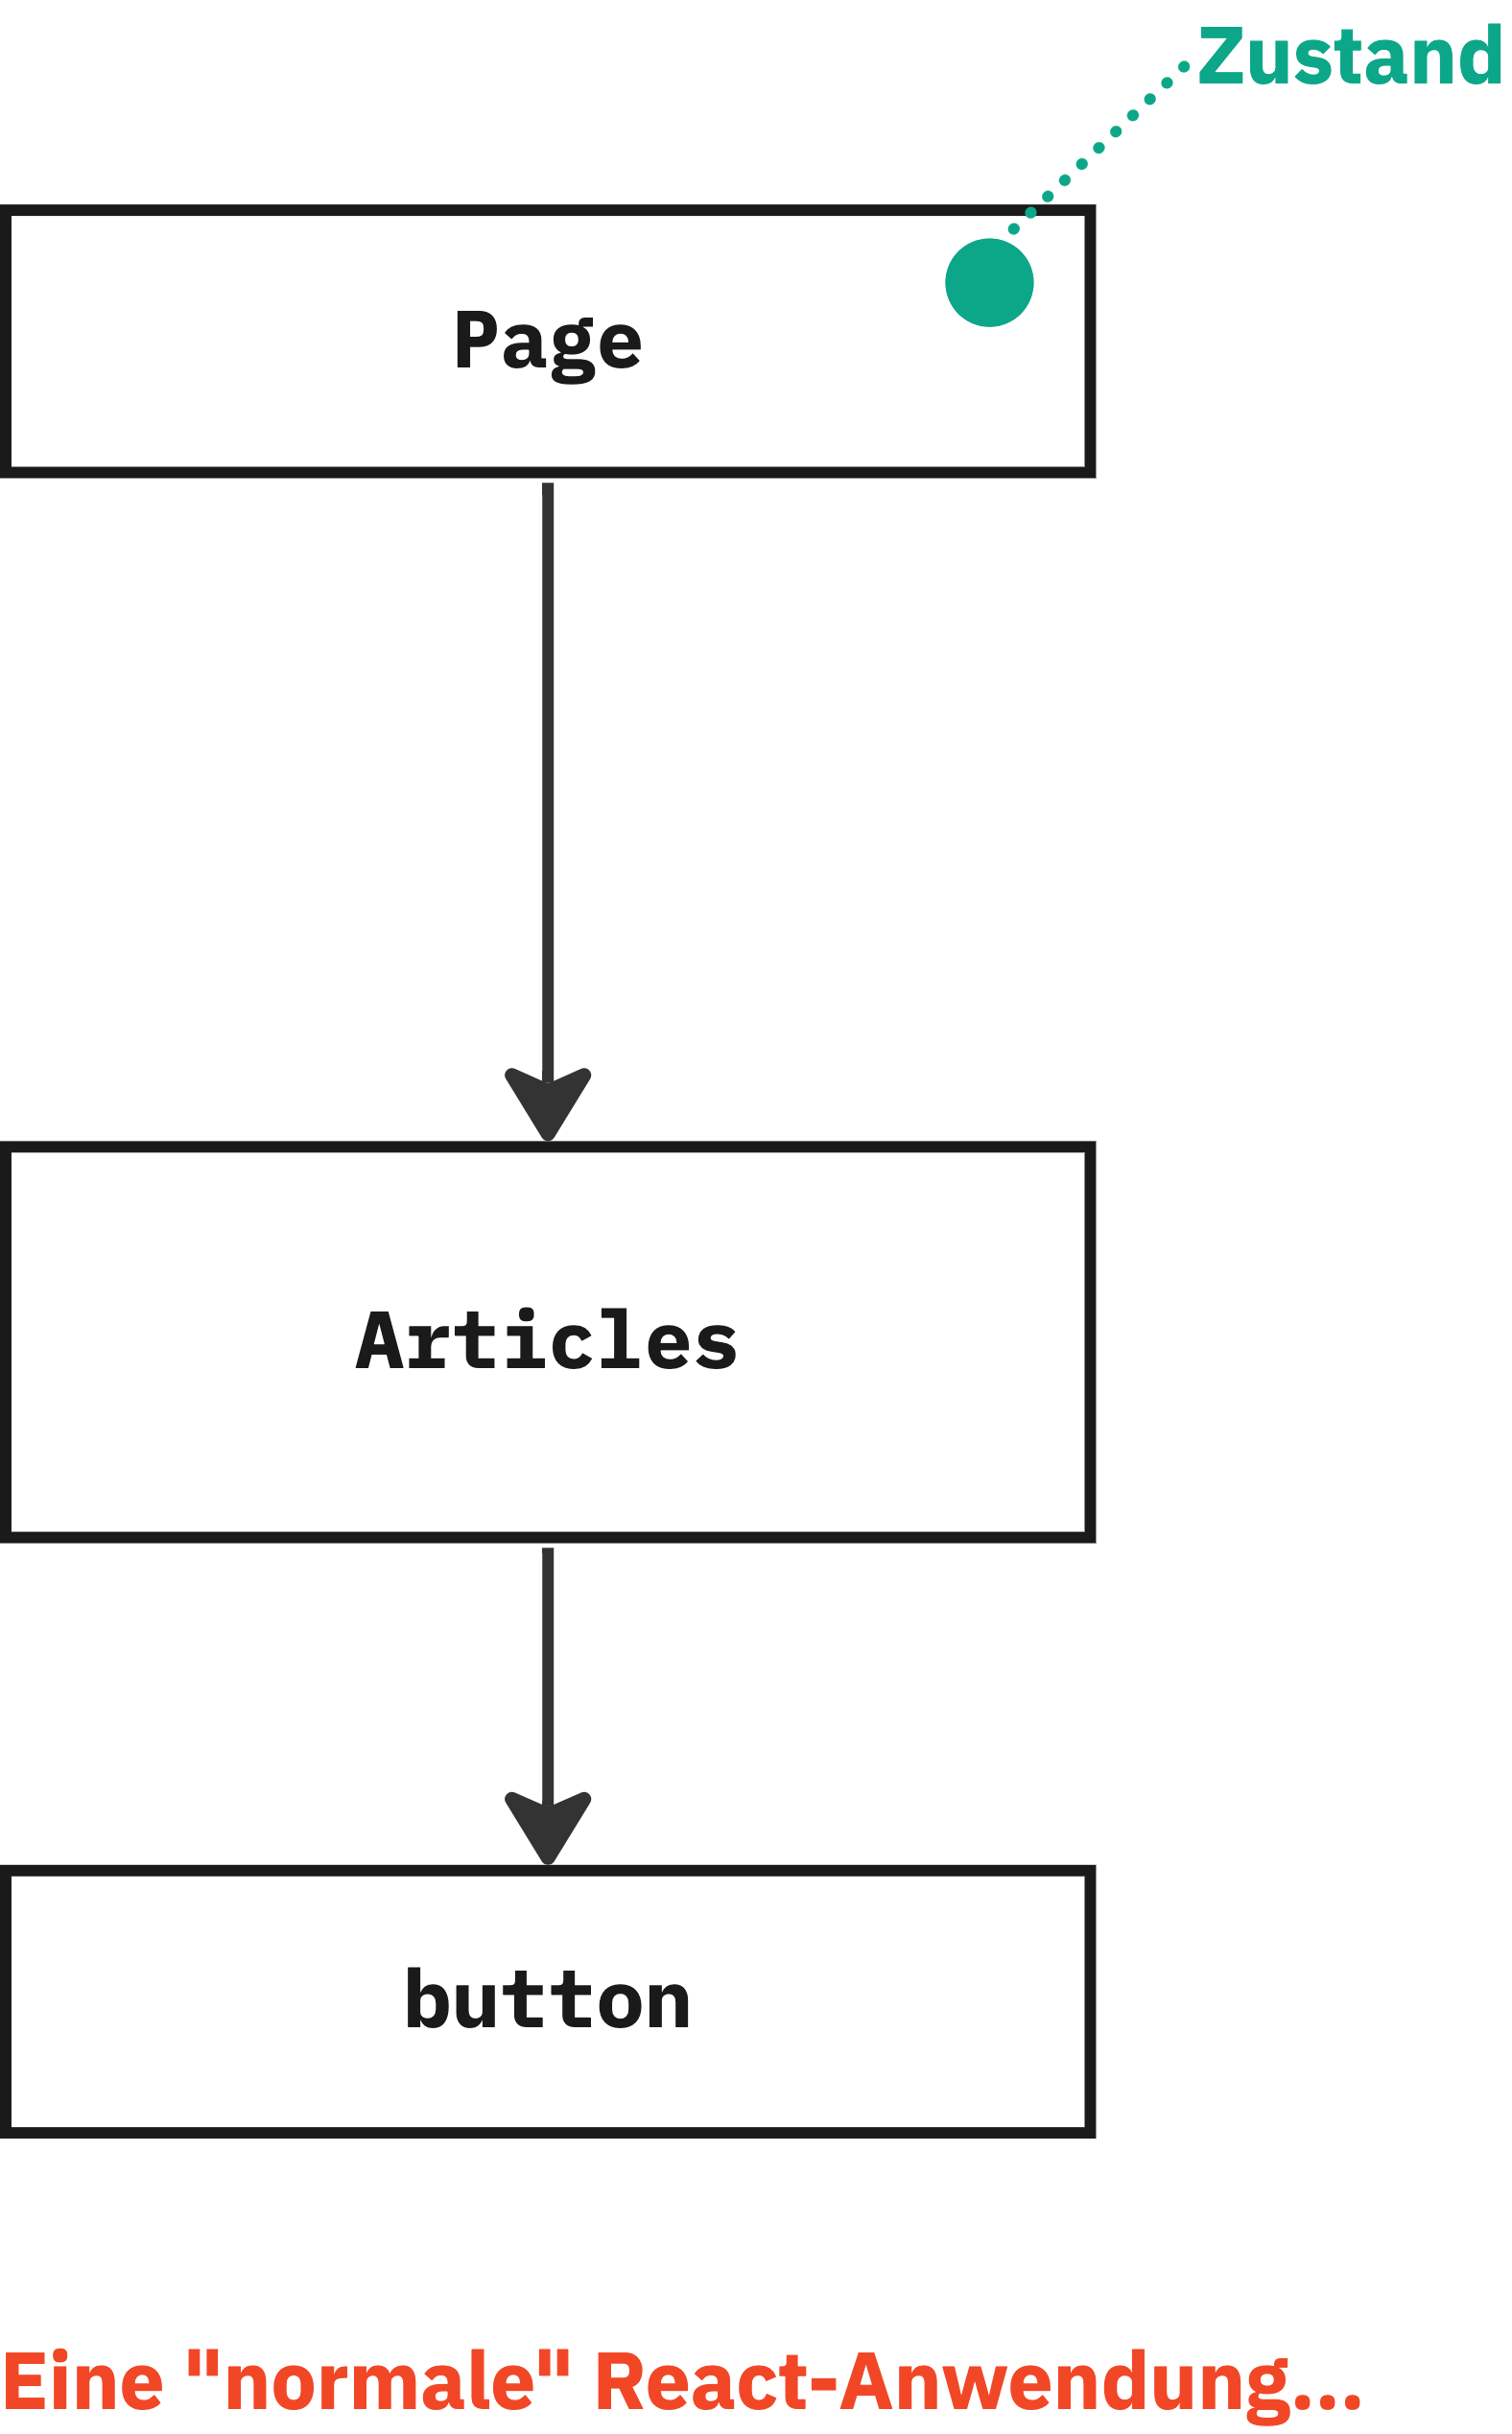 Zustand
Page
Articles
button
Eine "normale" React-Anwendung...